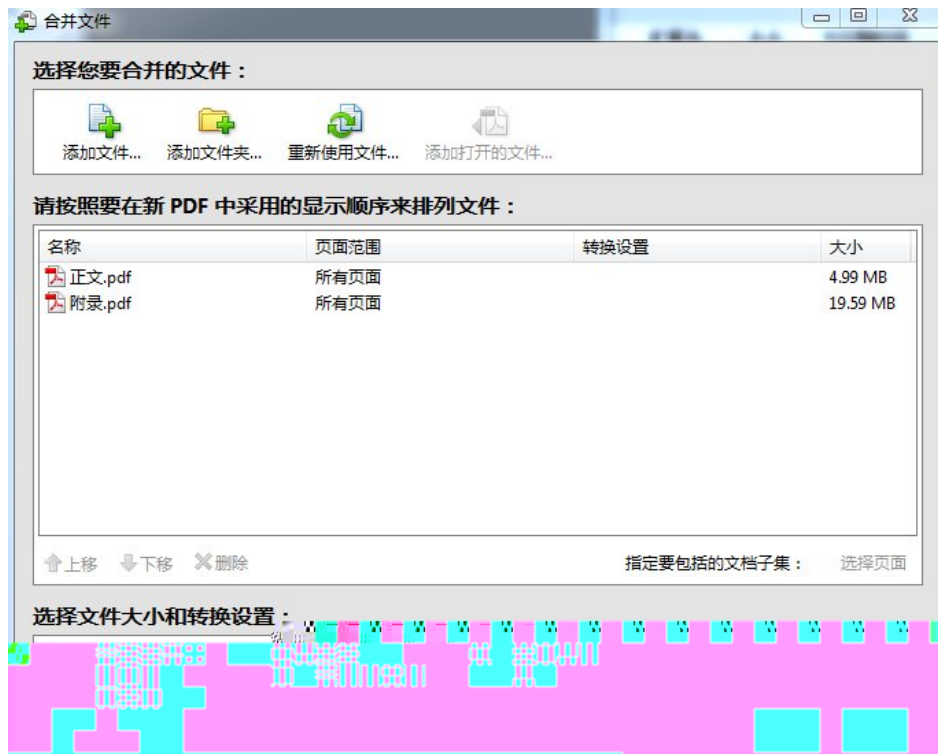 合并文件
选择您要合并的文件：
添加文件... 添加文件夹... 重新使用文件... 添加打开的文件...
请按照要在新 PDF 中采用的显示顺序来排列文件：
名称 页面范围 转换设置 大小
正文.pdf 所有页面 4.99 MB
附录.pdf 所有页面 19.59 MB
上移 下移 删除 指定要包括的文档子集： 选择页面
选择文件大小和转换设置：